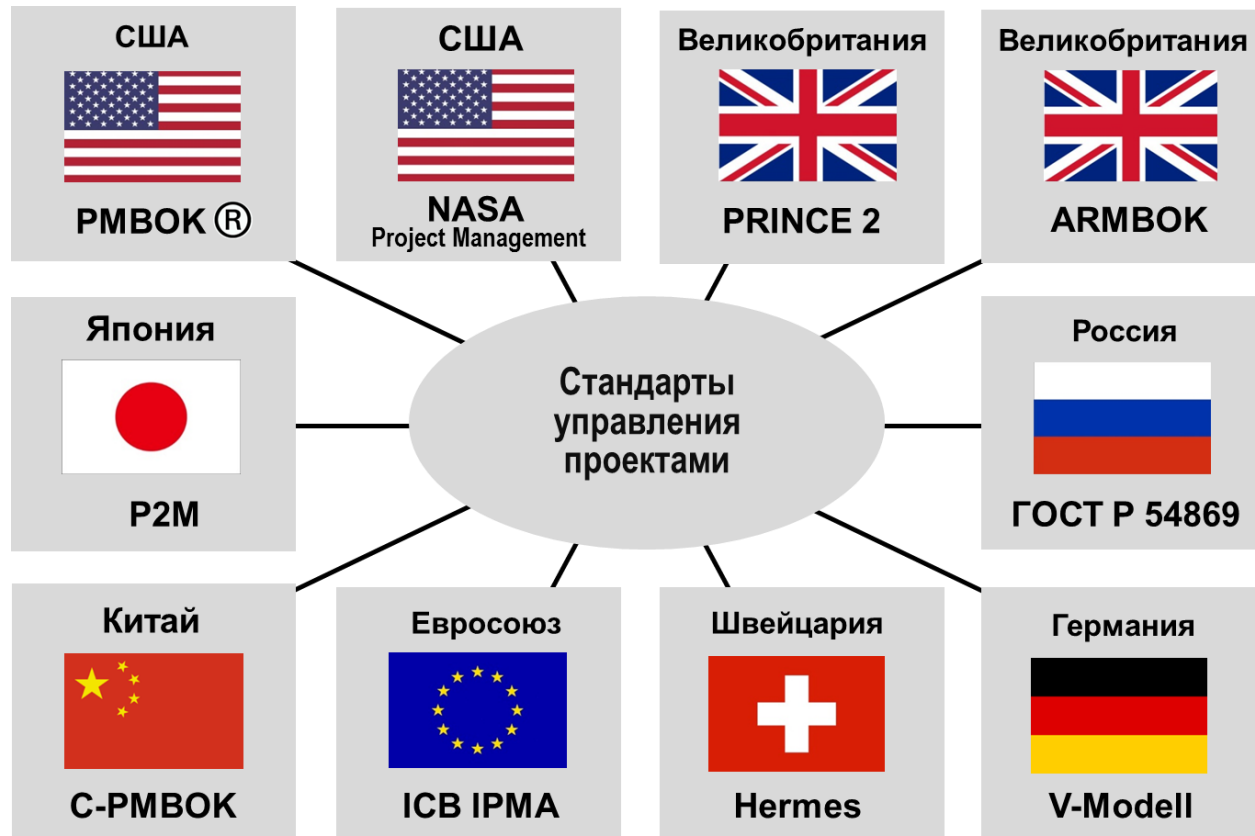 США
США
Великобритания
Великобритания
PMBOK ®
NASA
Project Management
PRINCE 2
ARMBOK
Япония
P2M
Стандарты
управления
проектами
Россия
ГОСТ Р 54869
Китай
C-PMBOK
Евросоюз
ICB IPMA
Швейцария
Hermes
Германия
V-Modell